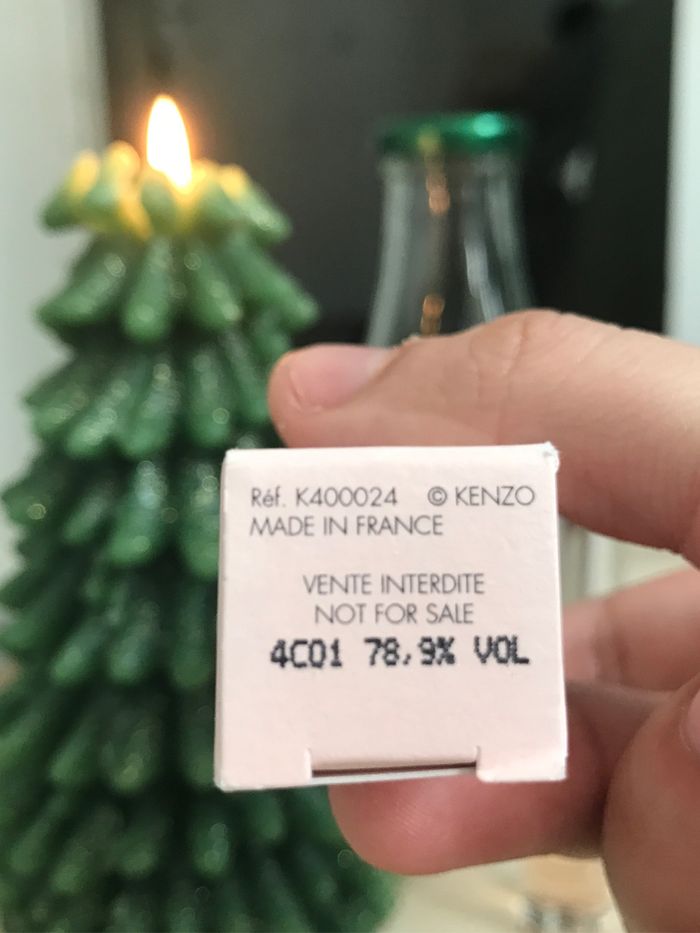 Réf. K400024 © KENZO
MADE IN FRANCE
VENTE INTERDITE
NOT FOR SALE
4C01 78,9% VOL